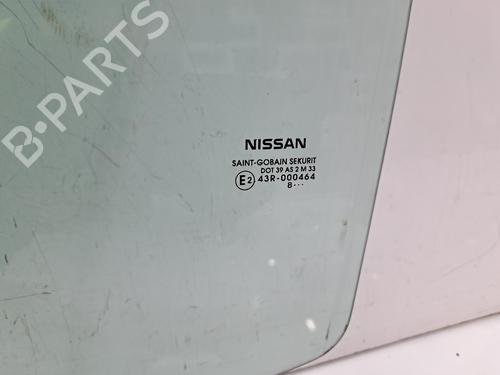 B-PARTS
NISSAN
SAINT-GOBAIN SEKURIT
DOT 39 AS 2 M 33
E2 43R-000464
8···